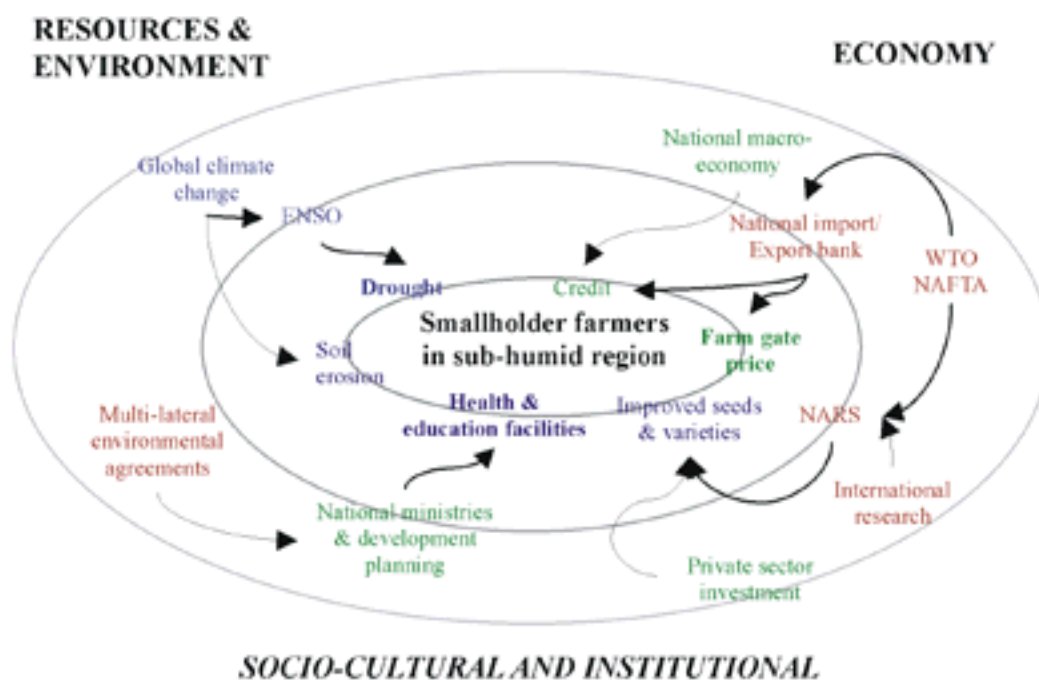 RESOURCES &
ENVIRONMENT
ECONOMY
National macro-
economy
Global climate
change
ENSO
National import/
Export bank
WTO
NAFTA
Drought
Credit
Smallholder farmers
in sub-humid region
Farm gate
price
Soil
erosion
Health &
education facilities
Improved seeds
& varieties
NARS
Multi-lateral
environmental
agreements
International
research
National ministries
& development
planning
Private sector
investment
SOCIO-CULTURAL AND INSTITUTIONAL